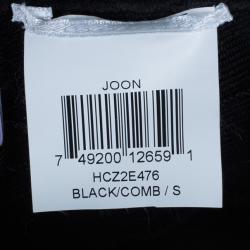 JOON
7 49200 12659 1
HCZ2E476
BLACK/COMB / S